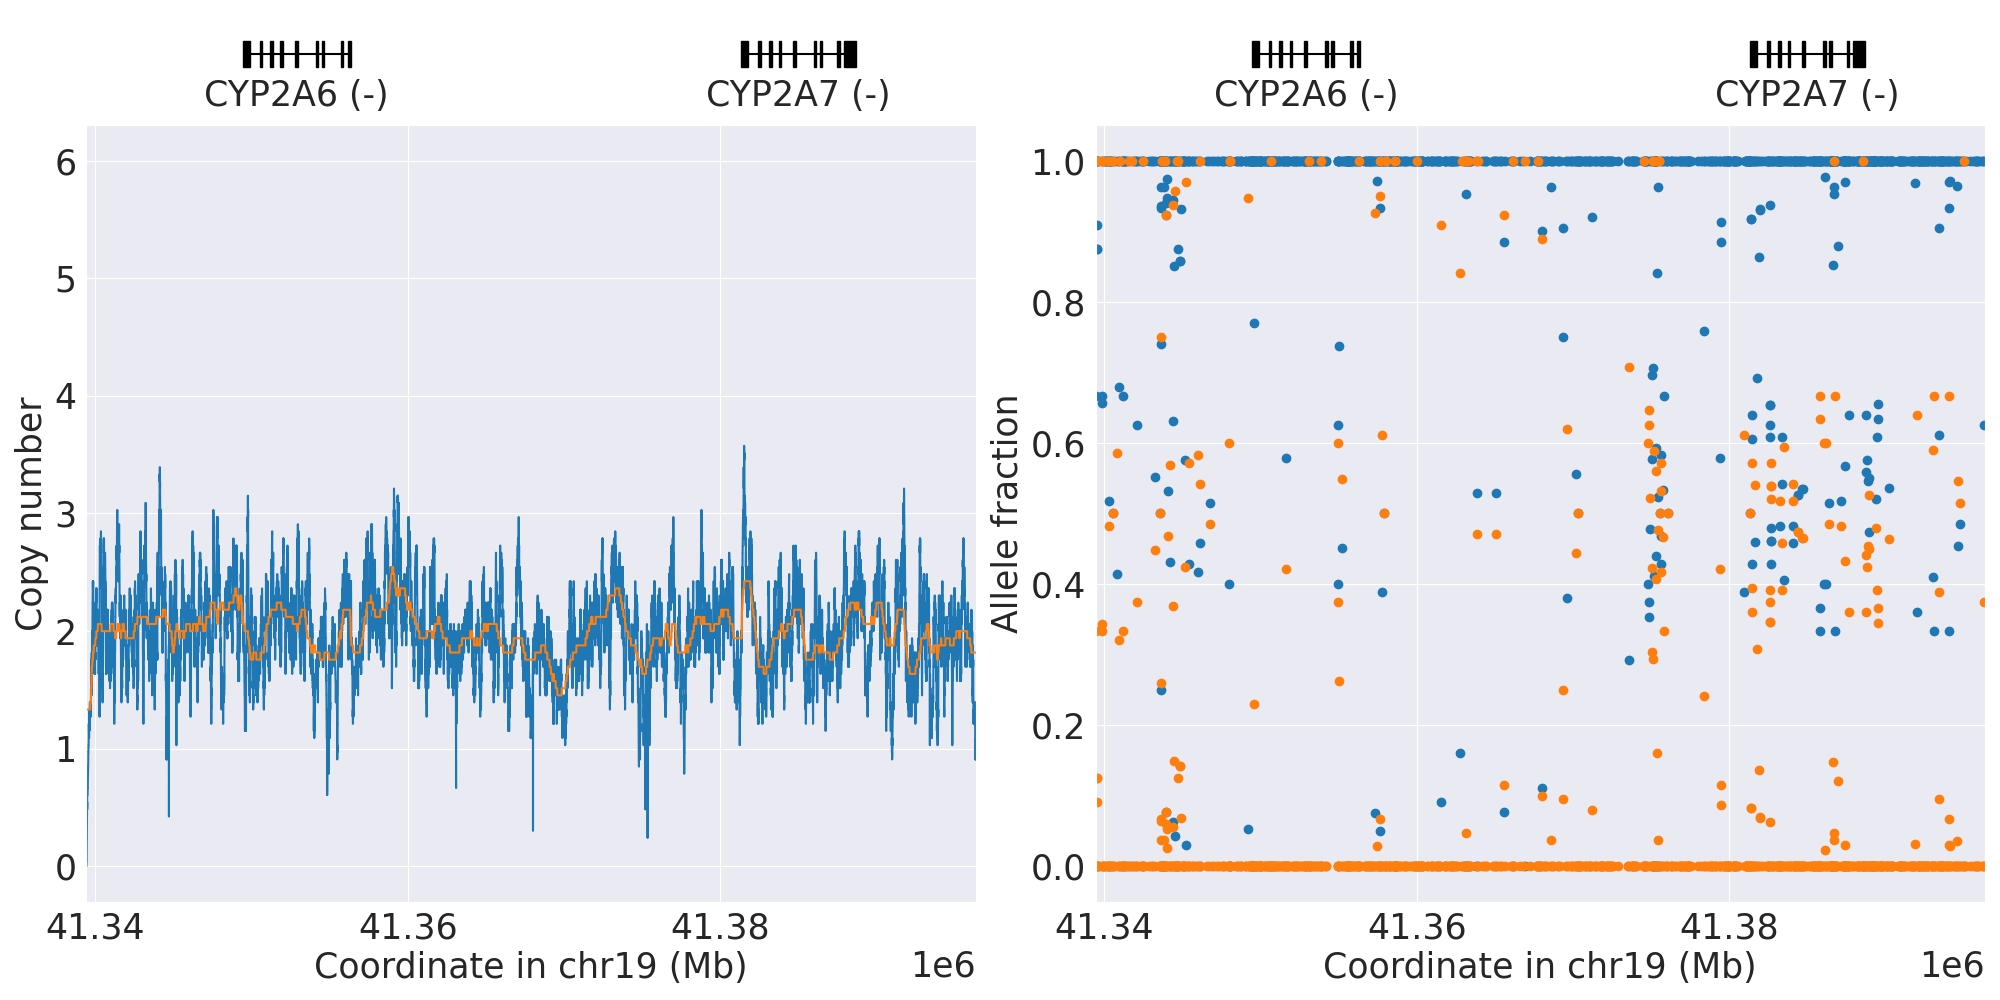 CYP2A6 (-)
CYP2A7 (-)
6
5
4
3
2
1
0
Copy number
41.34
41.36
41.38
Coordinate in chr19 (Mb)
1e6
CYP2A6 (-)
CYP2A7 (-)
1.0
0.8
0.6
0.4
0.2
0.0
Allele fraction
41.34
41.36
41.38
Coordinate in chr19 (Mb)
1e6